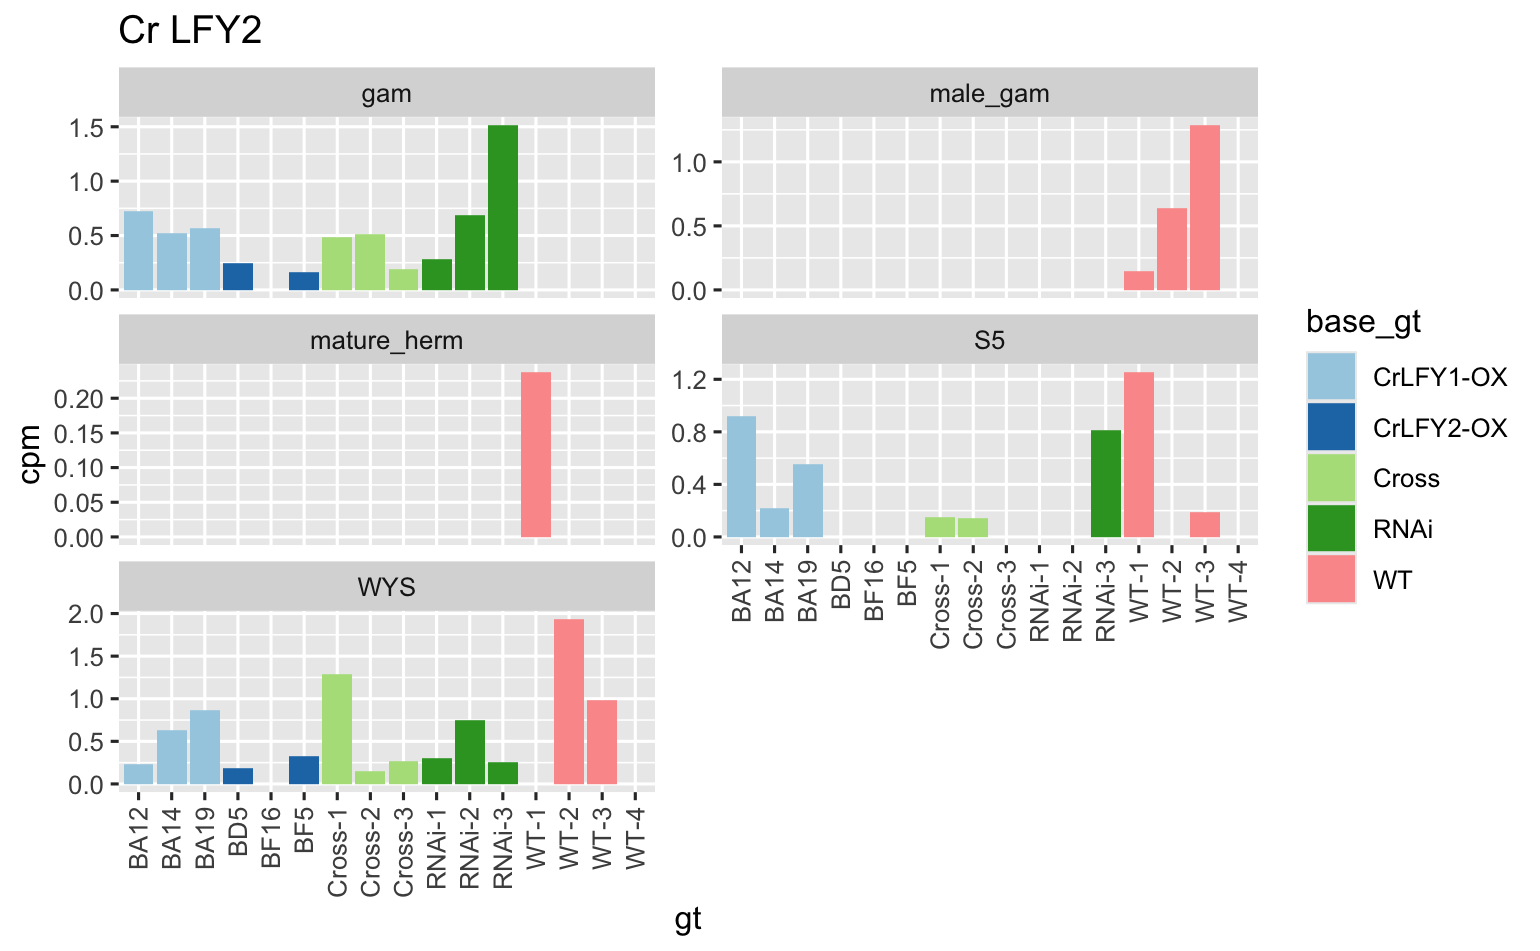 Cr LFY2
gam
1.5
1.0
0.5
0.0
male_gam
1.0
0.5
0.0
mature_herm
0.20
0.15
0.10
0.05
0.00
S5
1.2
0.8
0.4
0.0
BA12
BA14
BA19
BD5
BF16
BF5
Cross-1
Cross-2
Cross-3
RNAi-1
RNAi-2
RNAi-3
WT-1
WT-2
WT-3
WT-4
WYS
2.0
1.5
1.0
0.5
0.0
BA12
BA14
BA19
BD5
BF16
BF5
Cross-1
Cross-2
Cross-3
RNAi-1
RNAi-2
RNAi-3
WT-1
WT-2
WT-3
WT-4
cpm
gt
base_gt
CrLFY1-OX
CrLFY2-OX
Cross
RNAi
WT